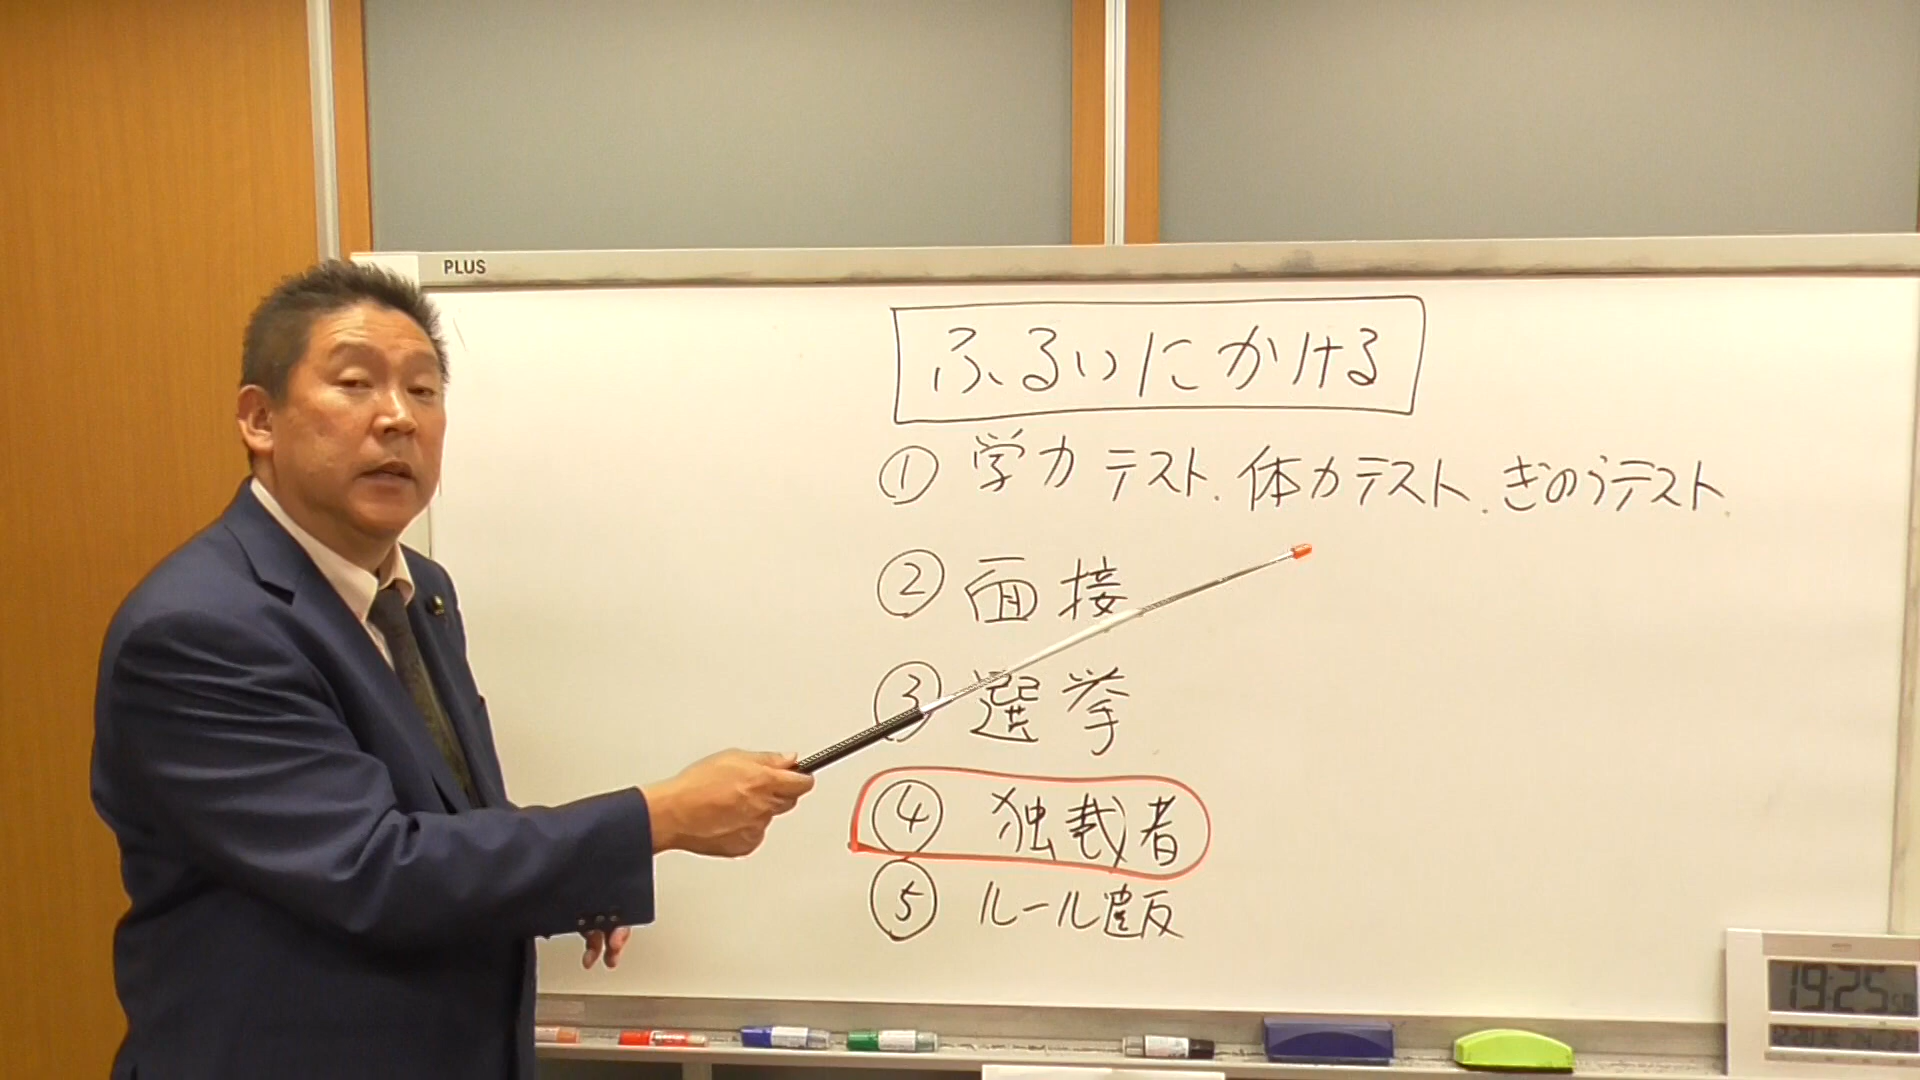 PLUS
ふるいにかける
① 学力テスト. 体力テスト. ぎのうテスト.
② 面接
③ 選挙
④ 独裁者
⑤ ルール違反
19:25